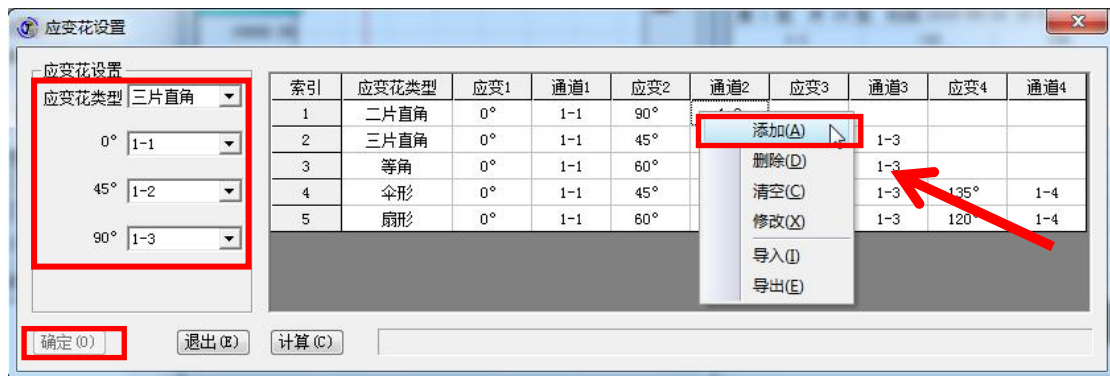 应变花设置
应变花设置
应变花类型 三片直角
0° 1-1
45° 1-2
90° 1-3
索引 应变花类型 应变1 通道1 应变2 通道2 应变3 通道3 应变4 通道4
1 二片直角 0° 1-1 90°
2 三片直角 0° 1-1 45° 1-3
3 等角 0° 1-1 60° 1-3
4 伞形 0° 1-1 45° 1-3 135° 1-4
5 扇形 0° 1-1 60° 1-3 120° 1-4
添加(A)
删除(D)
清空(C)
修改(X)
导入(I)
导出(E)
确定(O) 退出(E) 计算(C)